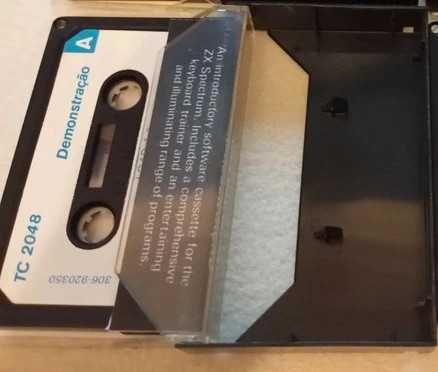 TC 2048
Demonstração
A
306-920350
An introductory software cassette for the
ZX Spectrum. Includes a comprehensive
keyboard trainer and an entertaining
and illuminating range of programs.